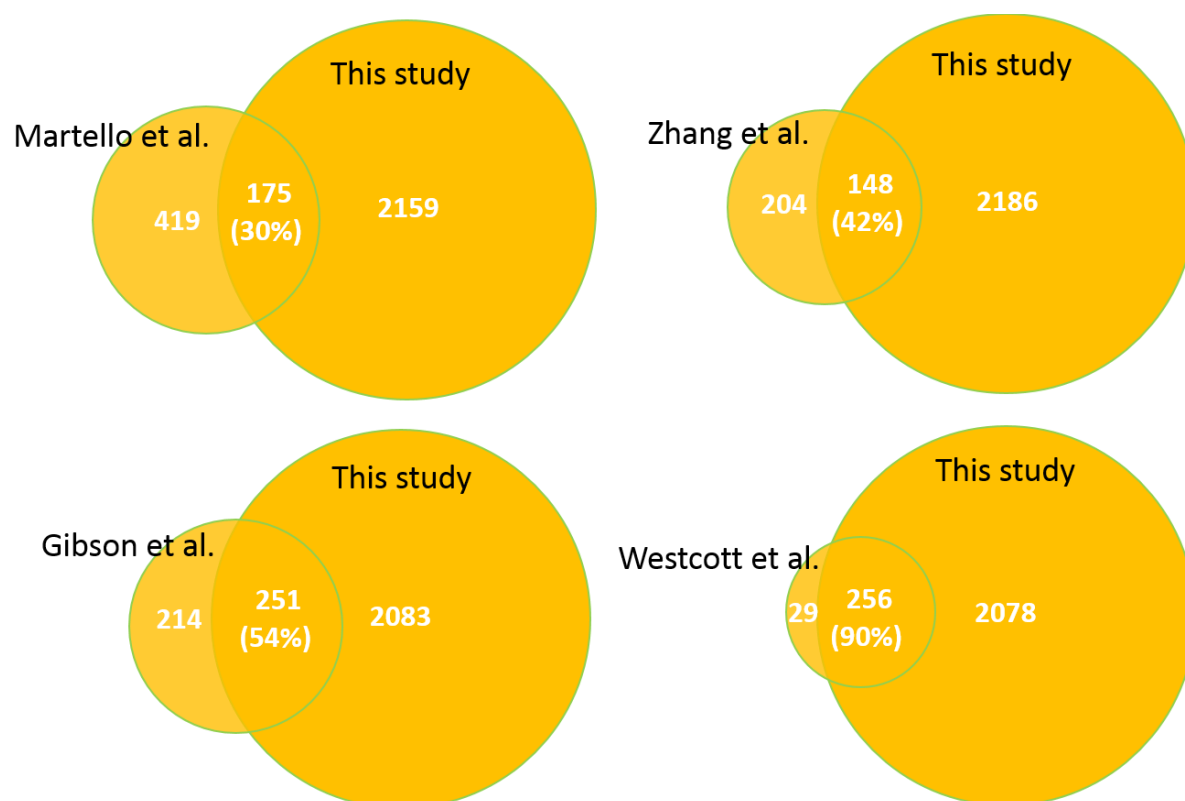 This study
Martello et al.
419
175
(30%)
2159
This study
Zhang et al.
204
148
(42%)
2186
This study
Gibson et al.
214
251
(54%)
2083
This study
Westcott et al.
29
256
(90%)
2078